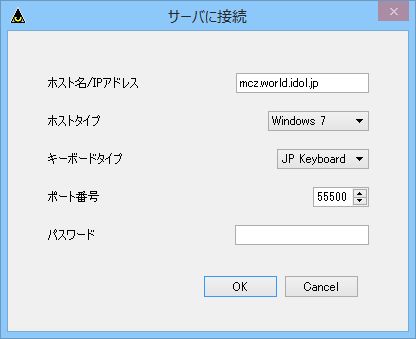 サーバに接続
ホスト名/IPアドレス mcz.world.idol.jp
ホストタイプ Windows 7
キーボードタイプ JP Keyboard
ポート番号 55500
パスワード
OK Cancel